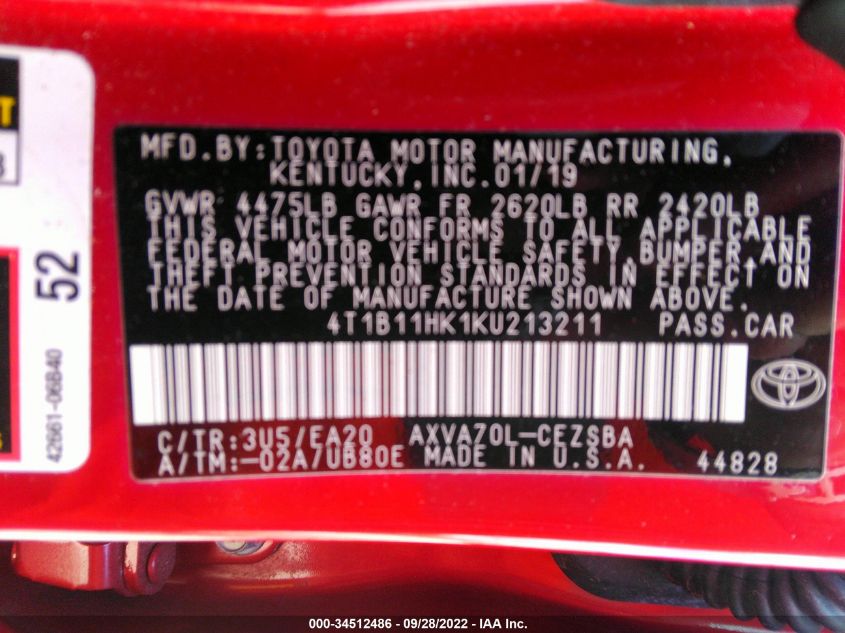 MFD.BY:TOYOTA MOTOR MANUFACTURING,
KENTUCKY, INC.01/19
GVWR 4475LB GAWR FR 2620LB RR 2420LB
THIS VEHICLE CONFORMS TO ALL APPLICABLE
FEDERAL MOTOR VEHICLE SAFETY,BUMPER,AND
THEFT PREVENTION STANDARDS IN EFFECT ON
THE DATE OF MANUFACTURE SHOWN ABOVE.
4T1B11HK1KU213211 PASS.CAR
C/TR:3U5/EA20 AXVA70L-CEZSBA
A/TM:-02A/UB80E MADE IN U.S.A. 44828
52
42661-06B40
000-34512486 - 09/28/2022 - IAA Inc.